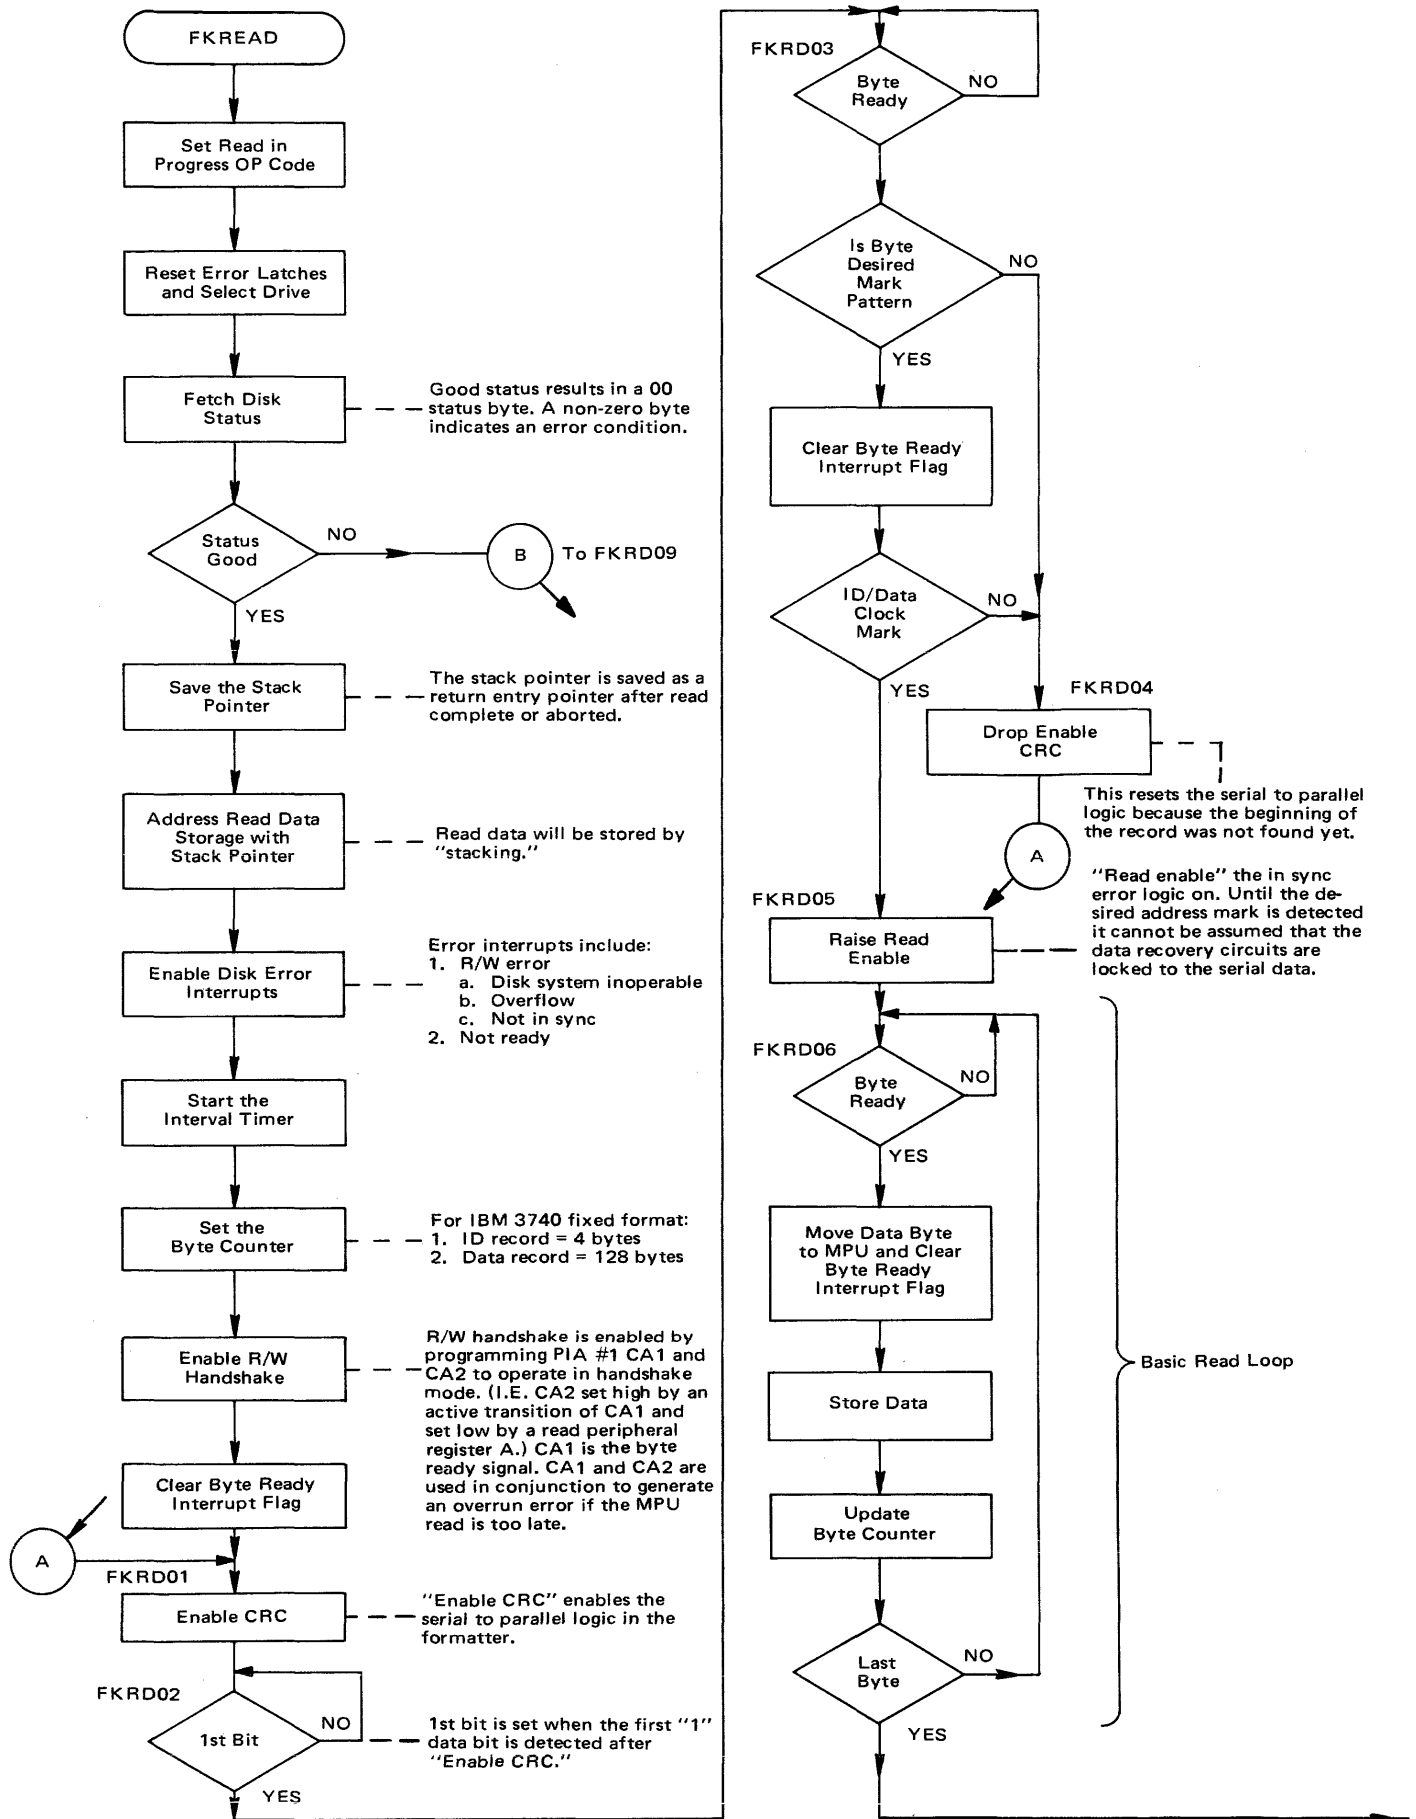 FKREAD
Set Read in
Progress OP Code
Reset Error Latches
and Select Drive
Fetch Disk
Status
Good status results in a 00
status byte. A non-zero byte
indicates an error condition.
Status
Good
NO
B
To FKRD09
YES
Save the Stack
Pointer
The stack pointer is saved as a
return entry pointer after read
complete or aborted.
Address Read Data
Storage with
Stack Pointer
Read data will be stored by
"stacking."
Enable Disk Error
Interrupts
Error interrupts include:
1. R/W error
a. Disk system inoperable
b. Overflow
c. Not in sync
2. Not ready
Start the
Interval Timer
Set the
Byte Counter
For IBM 3740 fixed format:
1. ID record = 4 bytes
2. Data record = 128 bytes
Enable R/W
Handshake
R/W handshake is enabled by
programming PIA #1 CA1 and
CA2 to operate in handshake
mode. (I.E. CA2 set high by an
active transition of CA1 and
set low by a read peripheral
register A.) CA1 is the byte
ready signal. CA1 and CA2 are
used in conjunction to generate
an overrun error if the MPU
read is too late.
Clear Byte Ready
Interrupt Flag
A
FKRD01
Enable CRC
"Enable CRC" enables the
serial to parallel logic in the
formatter.
FKRD02
1st Bit
NO
1st bit is set when the first "1"
data bit is detected after
"Enable CRC."
YES
FKRD03
Byte
Ready
NO
Is Byte
Desired
Mark
Pattern
NO
YES
Clear Byte Ready
Interrupt Flag
ID/Data
Clock
Mark
NO
YES
FKRD04
Drop Enable
CRC
This resets the serial to parallel
logic because the beginning of
the record was not found yet.
A
FKRD05
Raise Read
Enable
"Read enable" the in sync
error logic on. Until the de-
sired address mark is detected
it cannot be assumed that the
data recovery circuits are
locked to the serial data.
FKRD06
Byte
Ready
NO
YES
Move Data Byte
to MPU and Clear
Byte Ready
Interrupt Flag
Basic Read Loop
Store Data
Update
Byte Counter
Last
Byte
NO
YES